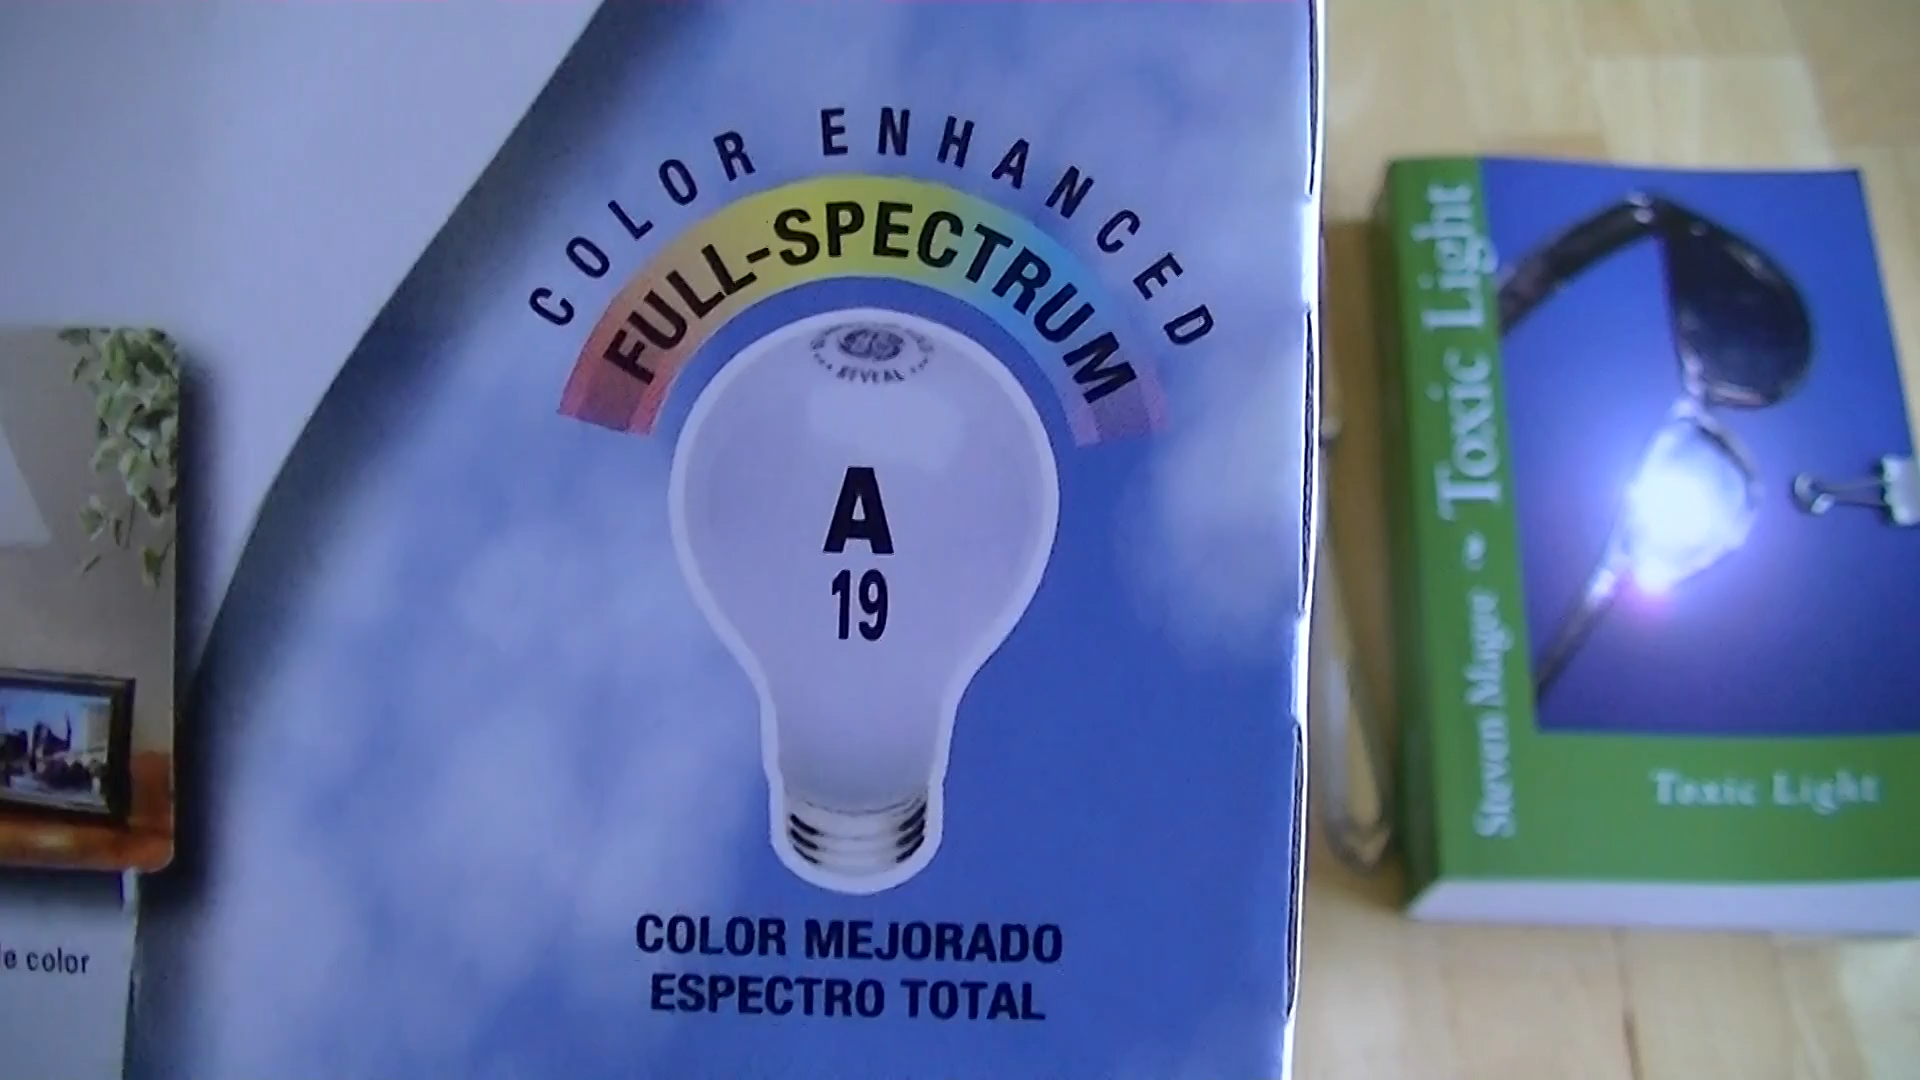 COLOR ENHANCED
FULL-SPECTRUM
REVEAL
A
19
COLOR MEJORADO
ESPECTRO TOTAL
color
Steven Magee ~ Toxic Light
Toxic Light